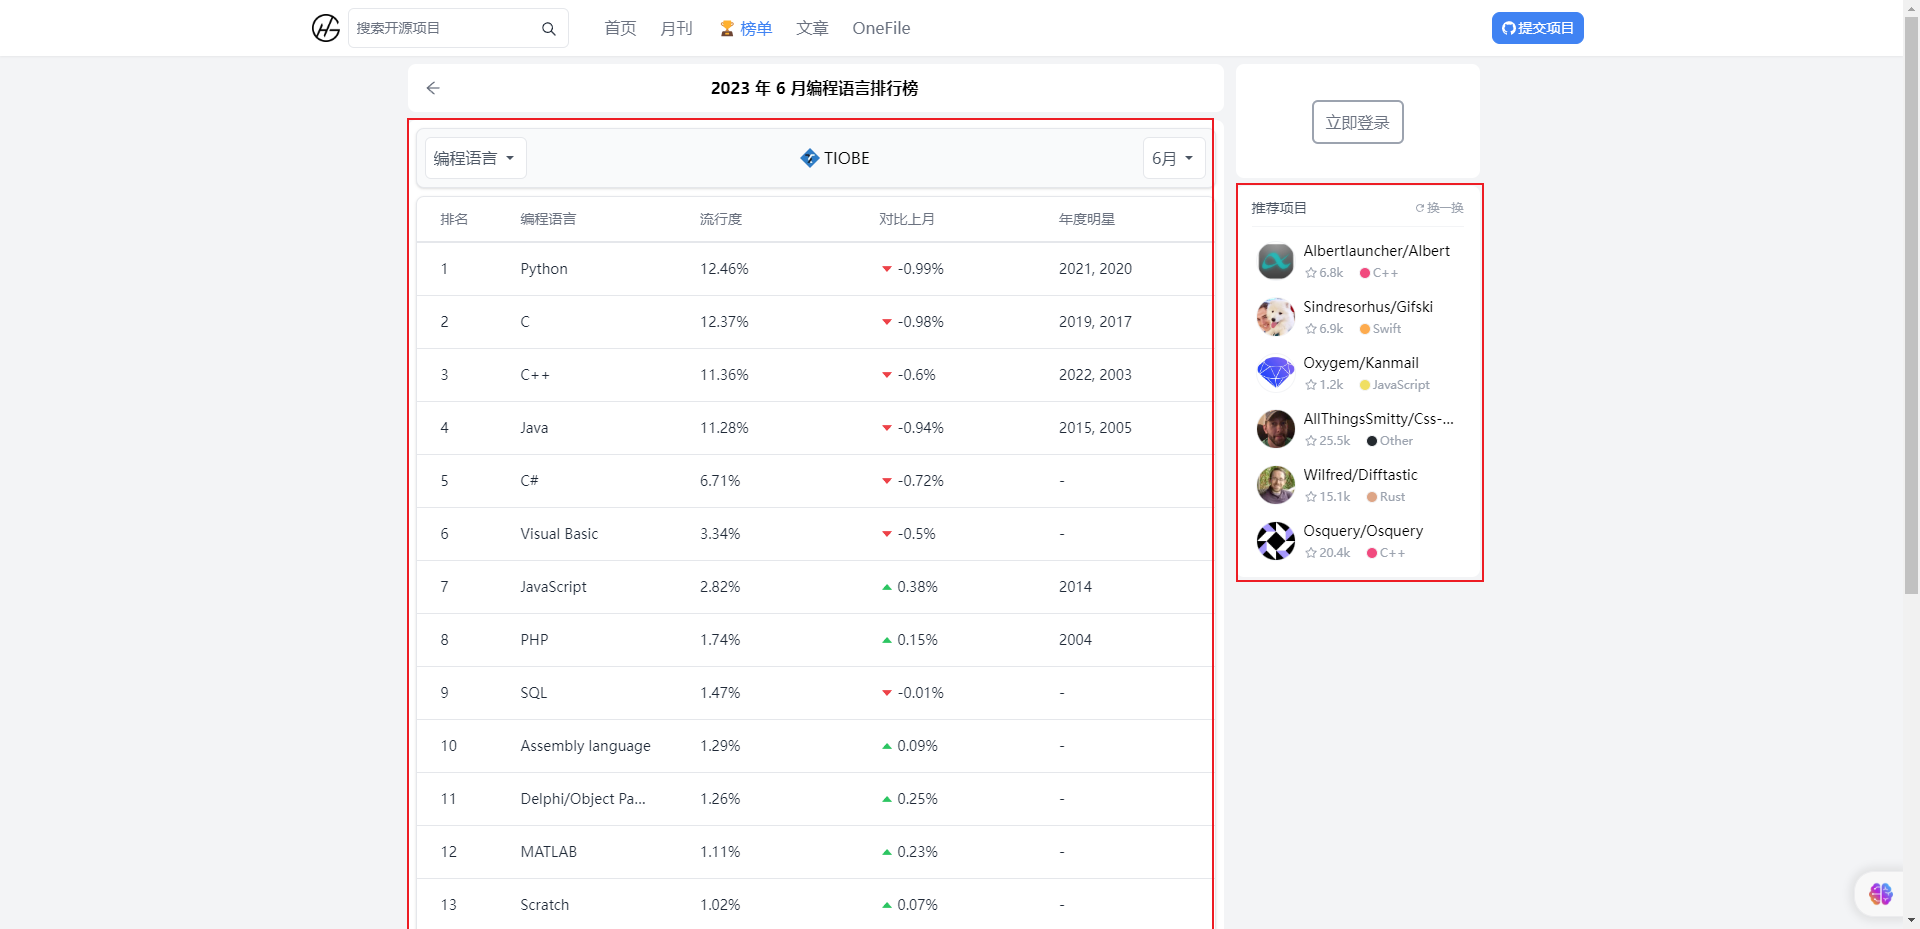 搜索开源项目
首页 月刊 榜单 文章 OneFile
提交项目
2023 年 6 月编程语言排行榜
编程语言
TIOBE
6月
排名 编程语言 流行度 对比上月 年度明星
1 Python 12.46% -0.99% 2021, 2020
2 C 12.37% -0.98% 2019, 2017
3 C++ 11.36% -0.6% 2022, 2003
4 Java 11.28% -0.94% 2015, 2005
5 C# 6.71% -0.72% -
6 Visual Basic 3.34% -0.5% -
7 JavaScript 2.82% 0.38% 2014
8 PHP 1.74% 0.15% 2004
9 SQL 1.47% -0.01% -
10 Assembly language 1.29% 0.09% -
11 Delphi/Object Pa... 1.26% 0.25% -
12 MATLAB 1.11% 0.23% -
13 Scratch 1.02% 0.07% -
立即登录
推荐项目 换一换
Albertlauncher/Albert
6.8k C++
Sindresorhus/Gifski
6.9k Swift
Oxygem/Kanmail
1.2k JavaScript
AllThingsSmitty/Css-...
25.5k Other
Wilfred/Difftastic
15.1k Rust
Osquery/Osquery
20.4k C++